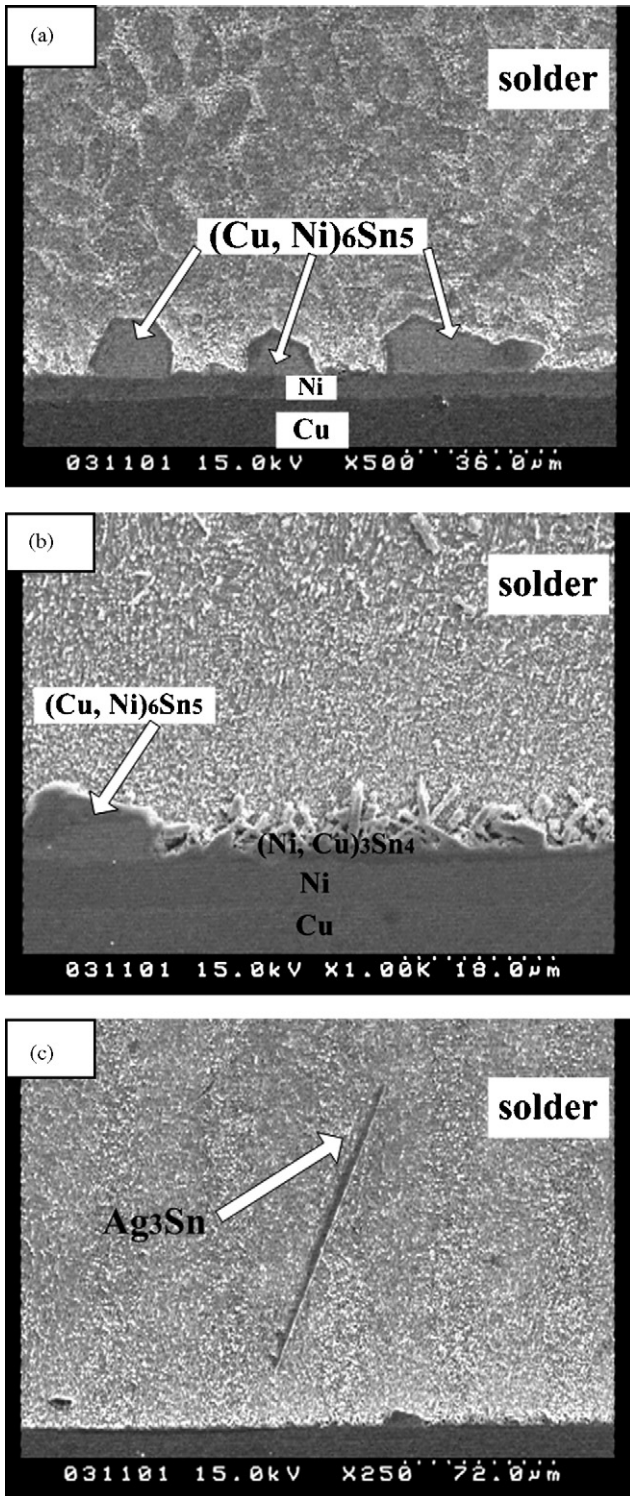 (a)
solder
(Cu, Ni)6Sn5
Ni
Cu
031101 15.0kV X500 36.0µm
(b)
solder
(Cu, Ni)6Sn5
(Ni, Cu)3Sn4
Ni
Cu
031101 15.0kV X1.00K 18.0µm
(c)
solder
Ag3Sn
031101 15.0kV X250 72.0µm